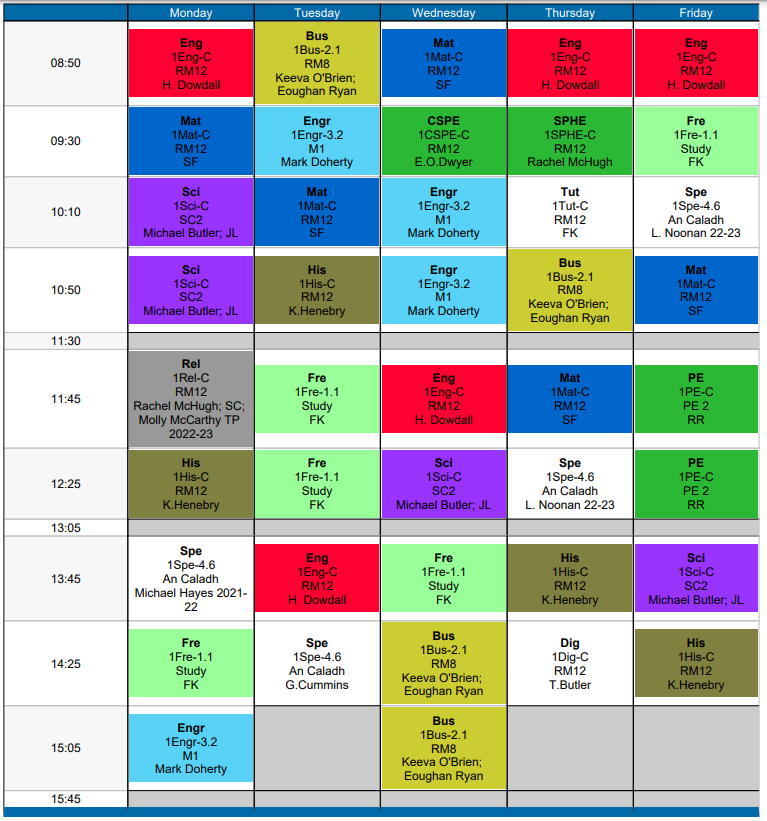 Monday Tuesday Wednesday Thursday Friday
08:50
Eng
1Eng-C
RM12
H. Dowdall
Bus
1Bus-2.1
RM8
Keeva O'Brien;
Eoughan Ryan
Mat
1Mat-C
RM12
SF
Eng
1Eng-C
RM12
H. Dowdall
Eng
1Eng-C
RM12
H. Dowdall
09:30
Mat
1Mat-C
RM12
SF
Engr
1Engr-3.2
M1
Mark Doherty
CSPE
1CSPE-C
RM12
E.O.Dwyer
SPHE
1SPHE-C
RM12
Rachel McHugh
Fre
1Fre-1.1
Study
FK
10:10
Sci
1Sci-C
SC2
Michael Butler; JL
Mat
1Mat-C
RM12
SF
Engr
1Engr-3.2
M1
Mark Doherty
Tut
1Tut-C
RM12
FK
Spe
1Spe-4.6
An Caladh
L. Noonan 22-23
10:50
Sci
1Sci-C
SC2
Michael Butler; JL
His
1His-C
RM12
K.Henebry
Engr
1Engr-3.2
M1
Mark Doherty
Bus
1Bus-2.1
RM8
Keeva O'Brien;
Eoughan Ryan
Mat
1Mat-C
RM12
SF
11:30
11:45
Rel
1Rel-C
RM12
Rachel McHugh; SC;
Molly McCarthy TP
2022-23
Fre
1Fre-1.1
Study
FK
Eng
1Eng-C
RM12
H. Dowdall
Mat
1Mat-C
RM12
SF
PE
1PE-C
PE 2
RR
12:25
His
1His-C
RM12
K.Henebry
Fre
1Fre-1.1
Study
FK
Sci
1Sci-C
SC2
Michael Butler; JL
Spe
1Spe-4.6
An Caladh
L. Noonan 22-23
PE
1PE-C
PE 2
RR
13:05
13:45
Spe
1Spe-4.6
An Caladh
Michael Hayes 2021-
22
Eng
1Eng-C
RM12
H. Dowdall
Fre
1Fre-1.1
Study
FK
His
1His-C
RM12
K.Henebry
Sci
1Sci-C
SC2
Michael Butler; JL
14:25
Fre
1Fre-1.1
Study
FK
Spe
1Spe-4.6
An Caladh
G.Cummins
Bus
1Bus-2.1
RM8
Keeva O'Brien;
Eoughan Ryan
Dig
1Dig-C
RM12
T.Butler
His
1His-C
RM12
K.Henebry
15:05
Engr
1Engr-3.2
M1
Mark Doherty
Bus
1Bus-2.1
RM8
Keeva O'Brien;
Eoughan Ryan
15:45